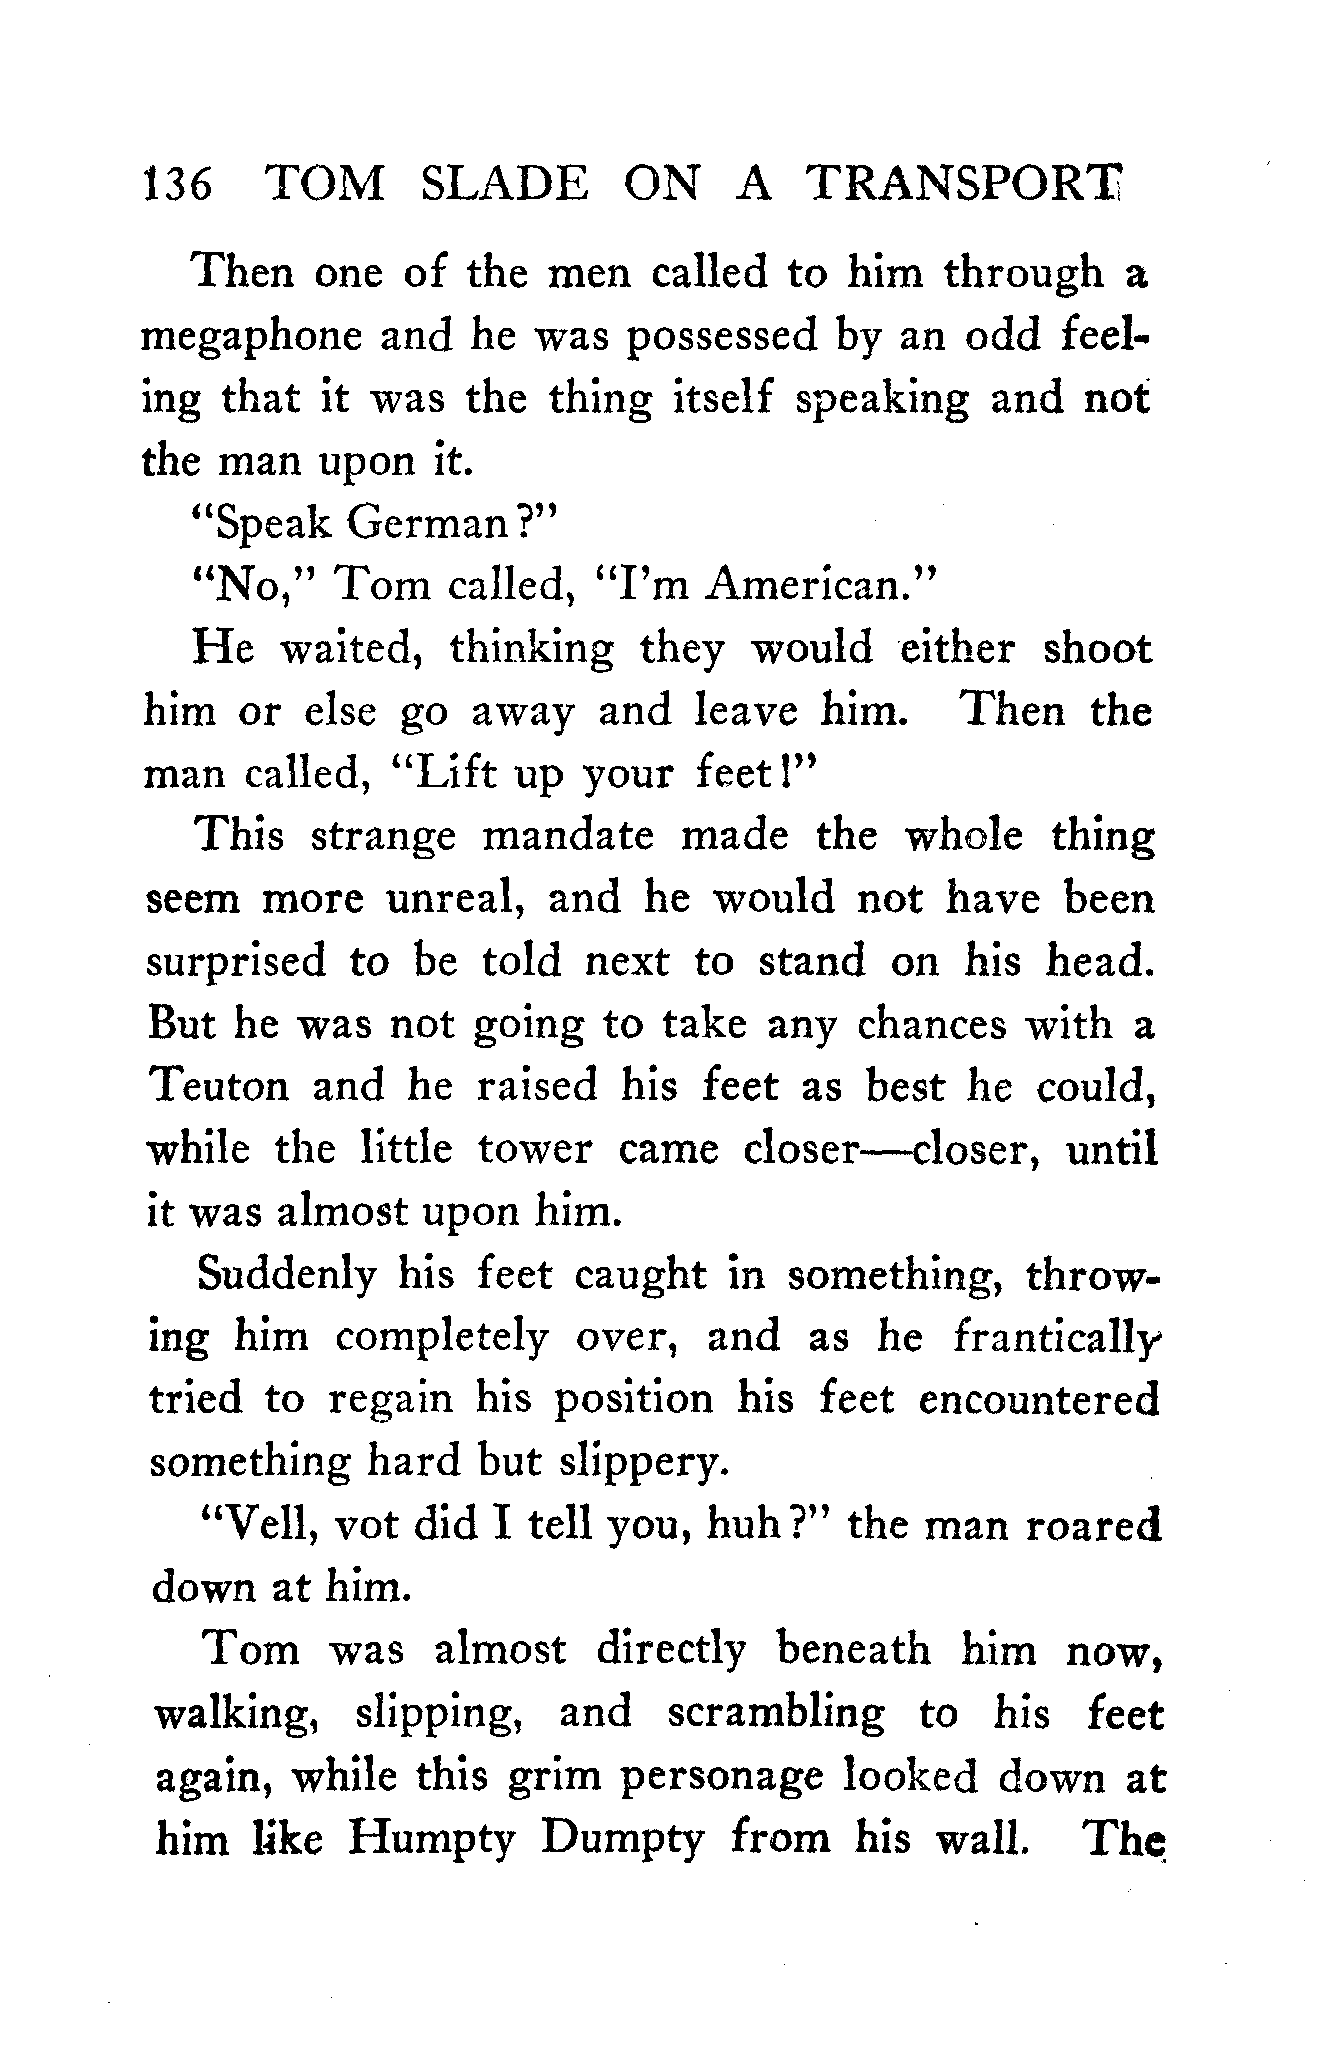 136 TOM SLADE ON A TRANSPORT
Then one of the men called to him through a
megaphone and he was possessed by an odd feel-
ing that it was the thing itself speaking and not
the man upon it.
"Speak German?"
"No," Tom called, "I'm American."
He waited, thinking they would either shoot
him or else go away and leave him. Then the
man called, "Lift up your feet!"
This strange mandate made the whole thing
seem more unreal, and he would not have been
surprised to be told next to stand on his head.
But he was not going to take any chances with a
Teuton and he raised his feet as best he could,
while the little tower came closer—closer, until
it was almost upon him.
Suddenly his feet caught in something, throw-
ing him completely over, and as he frantically
tried to regain his position his feet encountered
something hard but slippery.
"Vell, vot did I tell you, huh?" the man roared
down at him.
Tom was almost directly beneath him now,
walking, slipping, and scrambling to his feet
again, while this grim personage looked down at
him like Humpty Dumpty from his wall. The